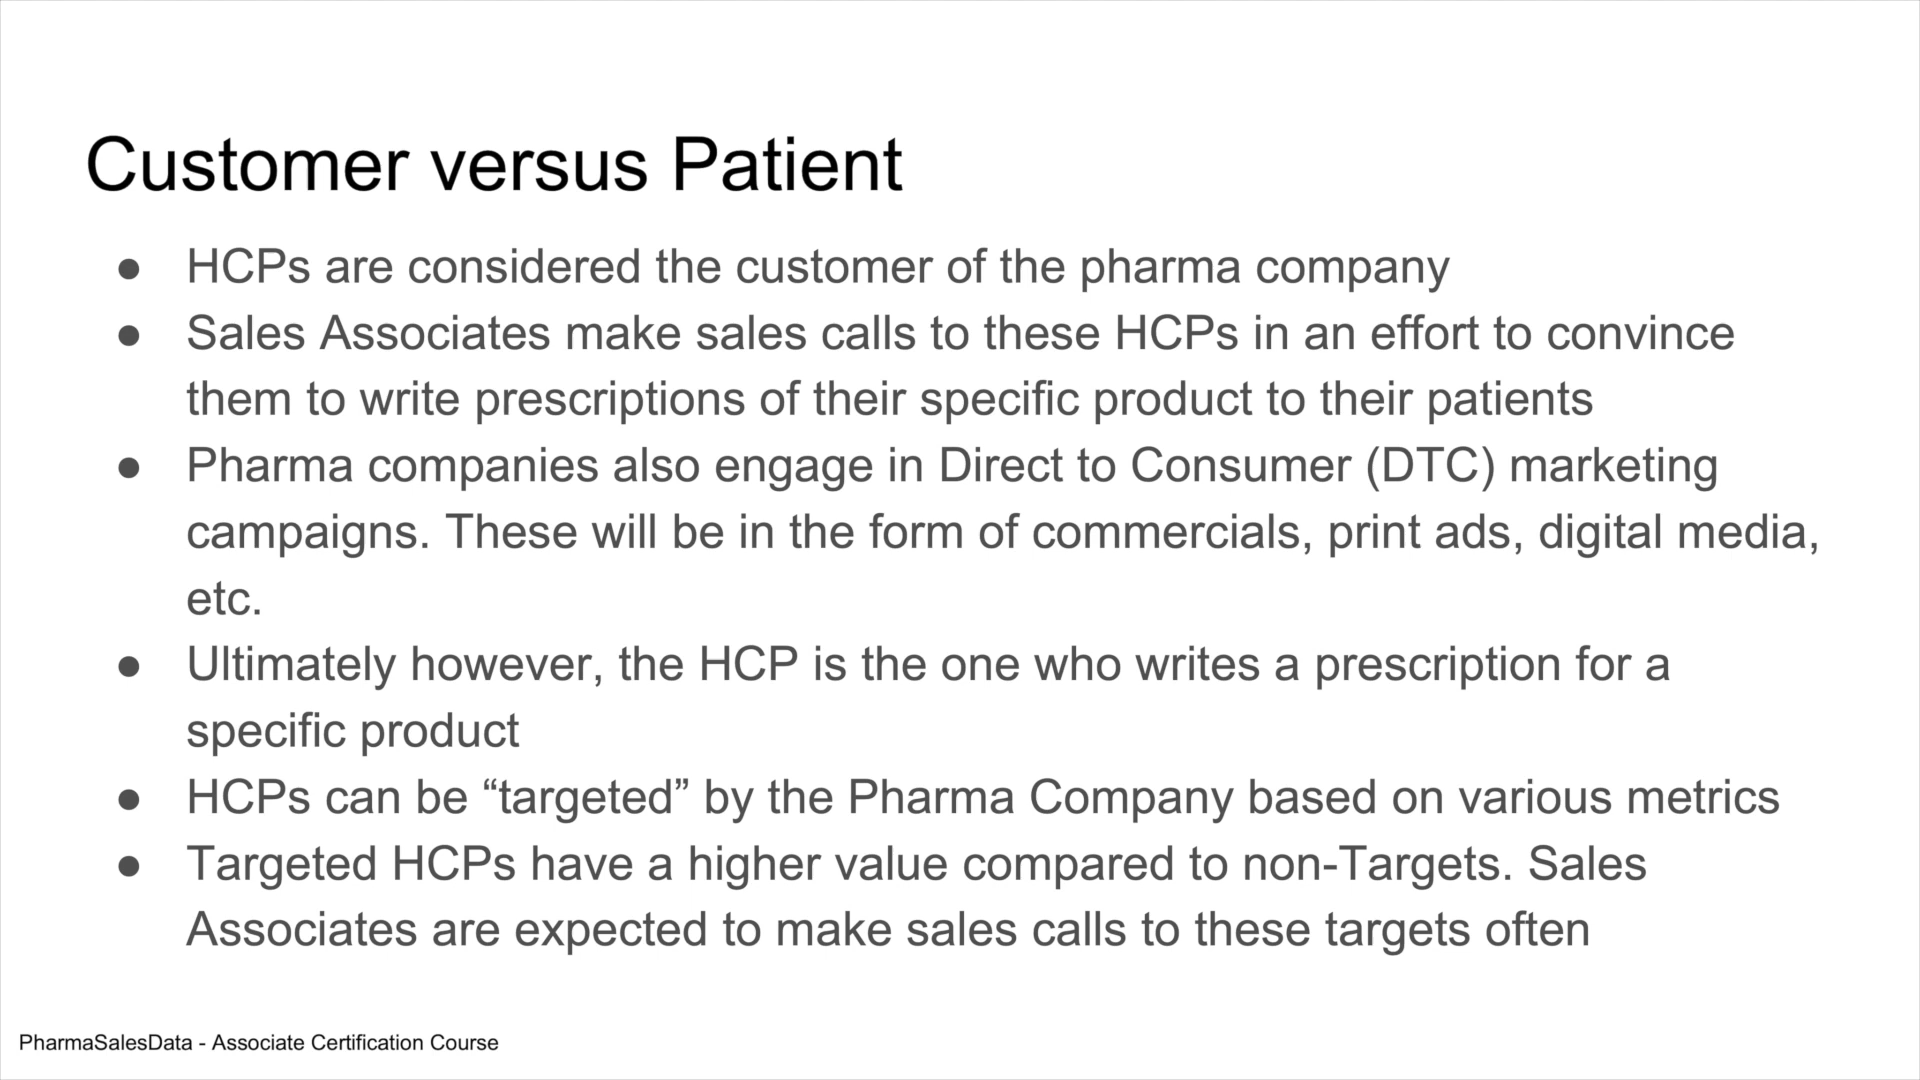 Customer versus Patient
● HCPs are considered the customer of the pharma company
● Sales Associates make sales calls to these HCPs in an effort to convince
them to write prescriptions of their specific product to their patients
● Pharma companies also engage in Direct to Consumer (DTC) marketing
campaigns. These will be in the form of commercials, print ads, digital media,
etc.
● Ultimately however, the HCP is the one who writes a prescription for a
specific product
● HCPs can be “targeted” by the Pharma Company based on various metrics
● Targeted HCPs have a higher value compared to non-Targets. Sales
Associates are expected to make sales calls to these targets often
PharmaSalesData - Associate Certification Course